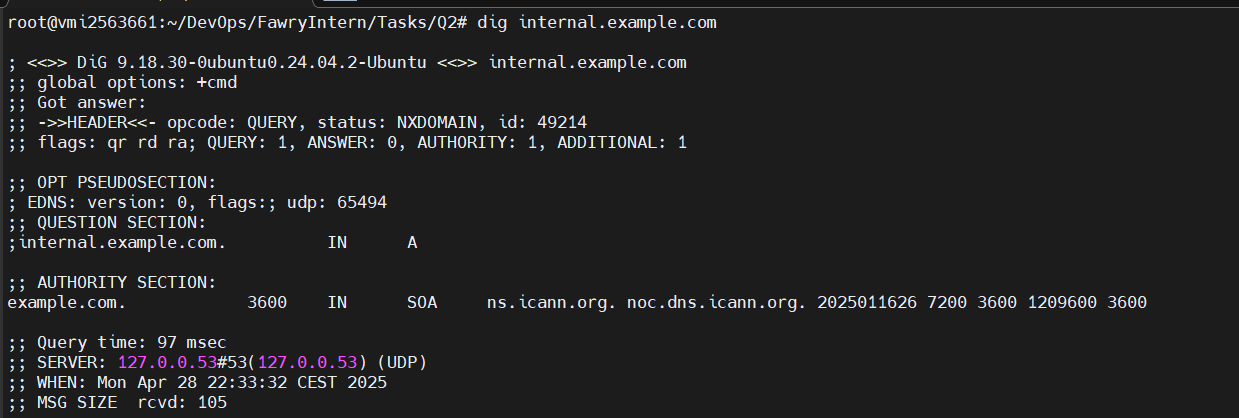 root@vmi2563661:~/DevOps/FawryIntern/Tasks/Q2# dig internal.example.com
; <<>> DiG 9.18.30-0ubuntu0.24.04.2-Ubuntu <<>> internal.example.com
;; global options: +cmd
;; Got answer:
;; ->>HEADER<<- opcode: QUERY, status: NXDOMAIN, id: 49214
;; flags: qr rd ra; QUERY: 1, ANSWER: 0, AUTHORITY: 1, ADDITIONAL: 1
;; OPT PSEUDOSECTION:
; EDNS: version: 0, flags:; udp: 65494
;; QUESTION SECTION:
;internal.example.com. IN A
;; AUTHORITY SECTION:
example.com. 3600 IN SOA ns.icann.org. noc.dns.icann.org. 2025011626 7200 3600 1209600 3600
;; Query time: 97 msec
;; SERVER: 127.0.0.53#53(127.0.0.53) (UDP)
;; WHEN: Mon Apr 28 22:33:32 CEST 2025
;; MSG SIZE rcvd: 105